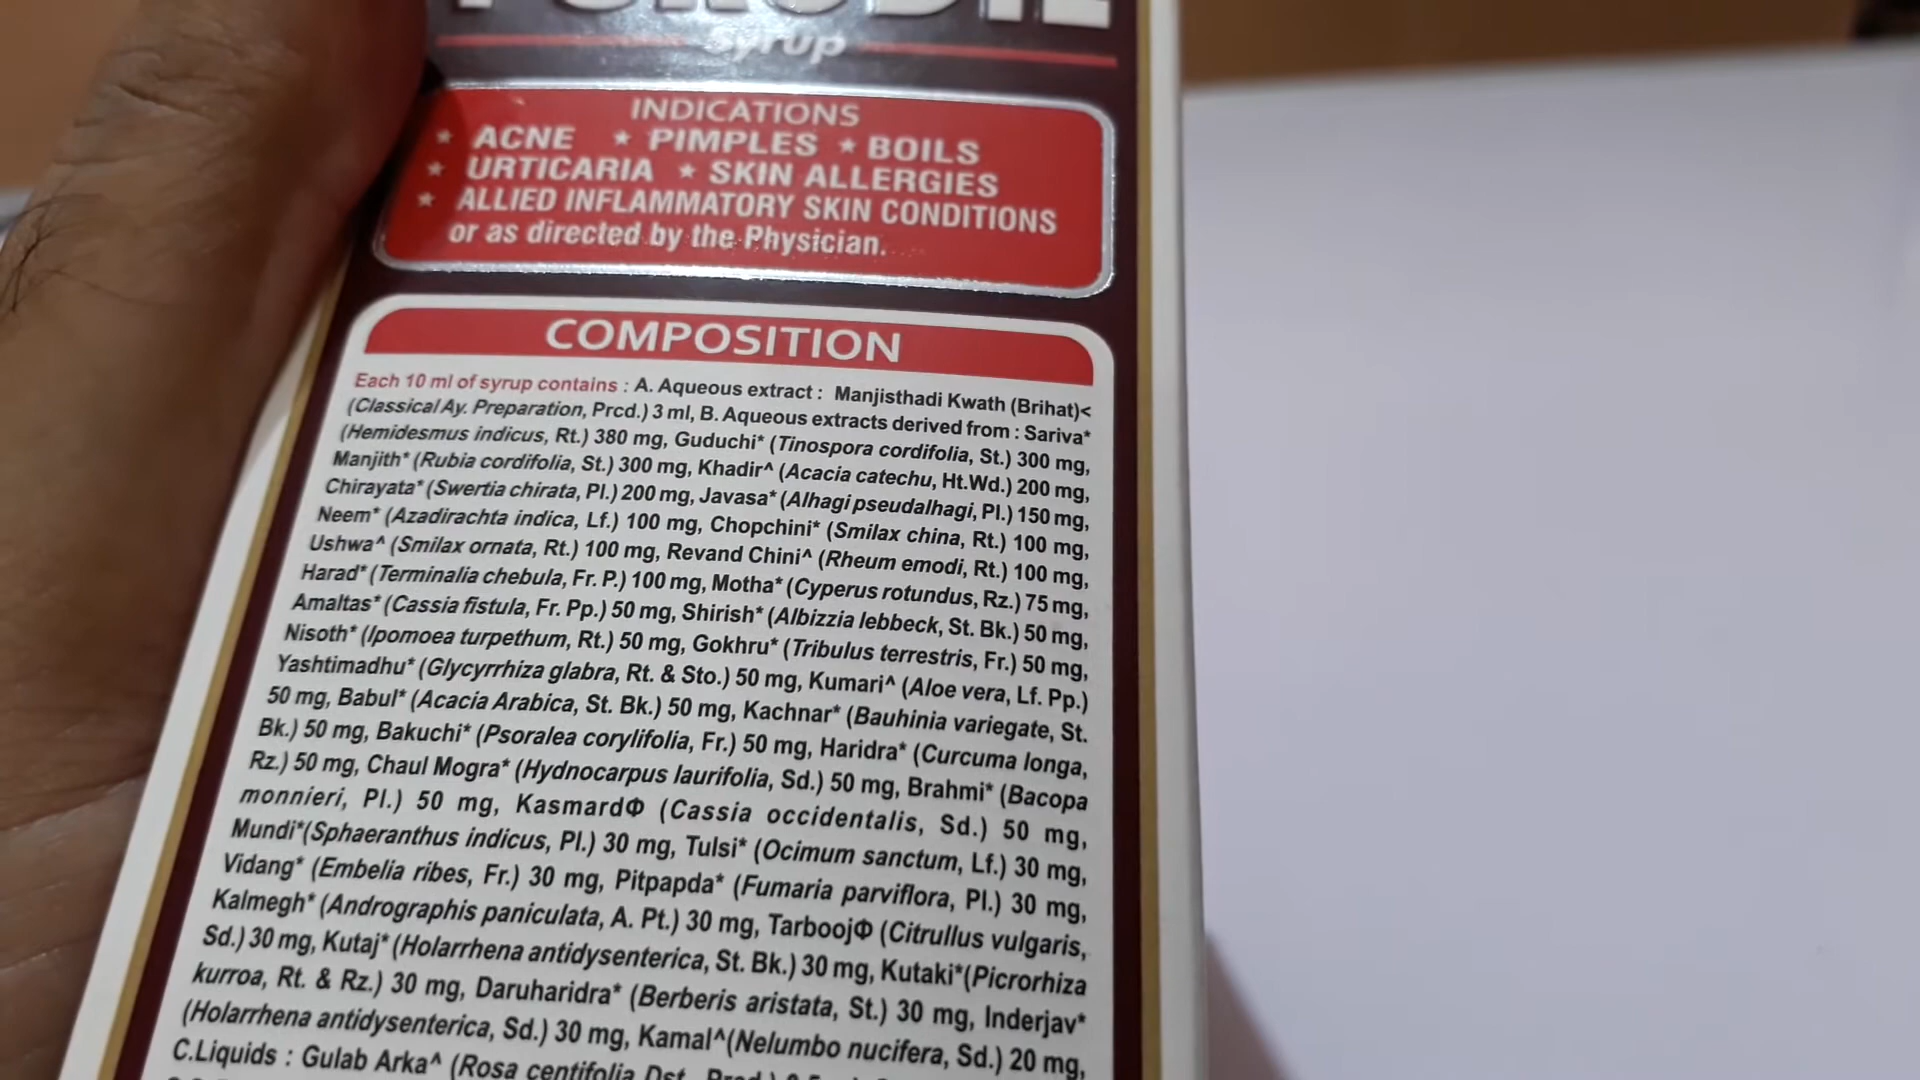 Syrup
INDICATIONS
★ ACNE ★ PIMPLES ★ BOILS
★ URTICARIA ★ SKIN ALLERGIES
★ ALLIED INFLAMMATORY SKIN CONDITIONS
or as directed by the Physician.
COMPOSITION
Each 10 ml of syrup contains : A. Aqueous extract : Manjisthadi Kwath (Brihat)<
(Classical Ay. Preparation, Prcd.) 3 ml, B. Aqueous extracts derived from : Sariva*
(Hemidesmus indicus, Rt.) 380 mg, Guduchi* (Tinospora cordifolia, St.) 300 mg,
Manjith* (Rubia cordifolia, St.) 300 mg, Khadir^ (Acacia catechu, Ht.Wd.) 200 mg,
Chirayata* (Swertia chirata, Pl.) 200 mg, Javasa* (Alhagi pseudalhagi, Pl.) 150 mg,
Neem* (Azadirachta indica, Lf.) 100 mg, Chopchini* (Smilax china, Rt.) 100 mg,
Ushwa^ (Smilax ornata, Rt.) 100 mg, Revand Chini^ (Rheum emodi, Rt.) 100 mg,
Harad* (Terminalia chebula, Fr. P.) 100 mg, Motha* (Cyperus rotundus, Rz.) 75 mg,
Amaltas* (Cassia fistula, Fr. Pp.) 50 mg, Shirish* (Albizzia lebbeck, St. Bk.) 50 mg,
Nisoth* (Ipomoea turpethum, Rt.) 50 mg, Gokhru* (Tribulus terrestris, Fr.) 50 mg,
Yashtimadhu* (Glycyrrhiza glabra, Rt. & Sto.) 50 mg, Kumari^ (Aloe vera, Lf. Pp.)
50 mg, Babul* (Acacia Arabica, St. Bk.) 50 mg, Kachnar* (Bauhinia variegate, St.
Bk.) 50 mg, Bakuchi* (Psoralea corylifolia, Fr.) 50 mg, Haridra* (Curcuma longa,
Rz.) 50 mg, Chaul Mogra* (Hydnocarpus laurifolia, Sd.) 50 mg, Brahmi* (Bacopa
monnieri, Pl.) 50 mg, KasmardΦ (Cassia occidentalis, Sd.) 50 mg,
Mundi*(Sphaeranthus indicus, Pl.) 30 mg, Tulsi* (Ocimum sanctum, Lf.) 30 mg,
Vidang* (Embelia ribes, Fr.) 30 mg, Pitpapda* (Fumaria parviflora, Pl.) 30 mg,
Kalmegh* (Andrographis paniculata, A. Pt.) 30 mg, TarboojΦ (Citrullus vulgaris,
Sd.) 30 mg, Kutaj* (Holarrhena antidysenterica, St. Bk.) 30 mg, Kutaki*(Picrorhiza
kurroa, Rt. & Rz.) 30 mg, Daruharidra* (Berberis aristata, St.) 30 mg, Inderjav*
(Holarrhena antidysenterica, Sd.) 30 mg, Kamal^(Nelumbo nucifera, Sd.) 20 mg,
C.Liquids : Gulab Arka^ (Rosa centifolia Dst.